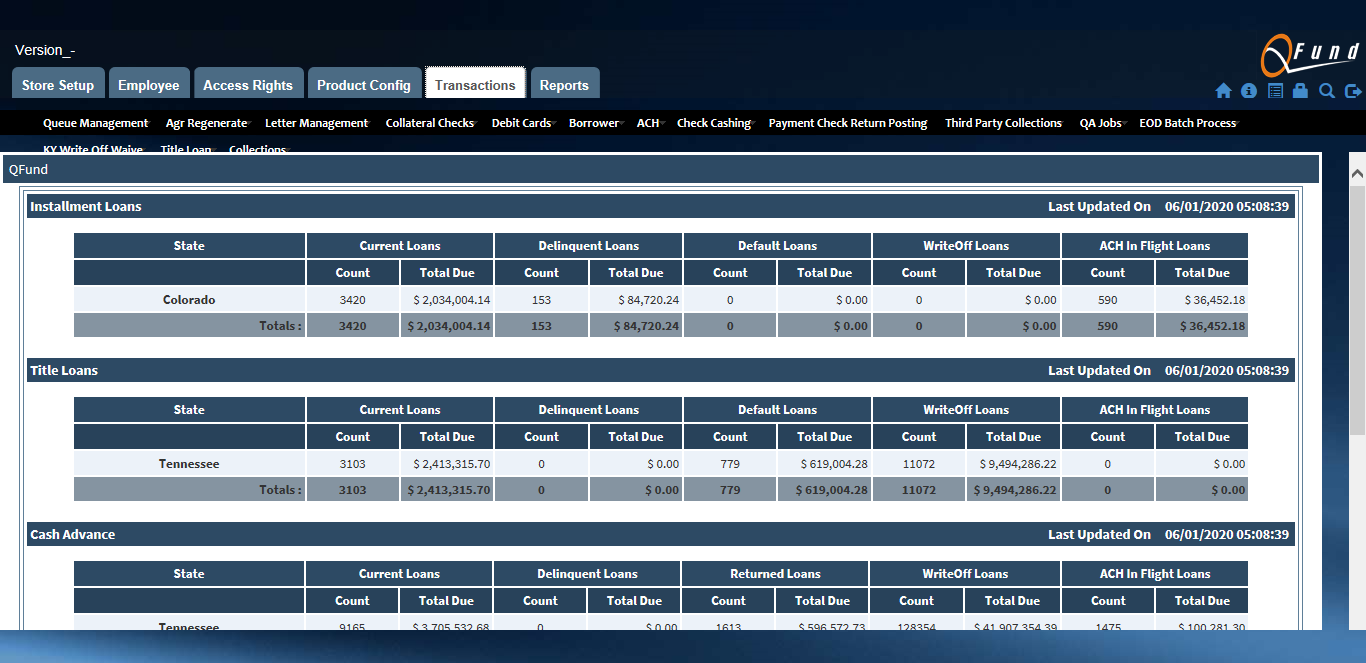 Version_-
QFund
Store Setup Employee Access Rights Product Config Transactions Reports
Queue Management Agr Regenerate Letter Management Collateral Checks Debit Cards Borrower ACH Check Cashing Payment Check Return Posting Third Party Collections QA Jobs EOD Batch Process
KY Write Off Waive Title Loan Collections
QFund
Installment Loans Last Updated On 06/01/2020 05:08:39
State Current Loans Delinquent Loans Default Loans WriteOff Loans ACH In Flight Loans
Count Total Due Count Total Due Count Total Due Count Total Due Count Total Due
Colorado 3420 $ 2,034,004.14 153 $ 84,720.24 0 $ 0.00 0 $ 0.00 590 $ 36,452.18
Totals : 3420 $ 2,034,004.14 153 $ 84,720.24 0 $ 0.00 0 $ 0.00 590 $ 36,452.18
Title Loans Last Updated On 06/01/2020 05:08:39
State Current Loans Delinquent Loans Default Loans WriteOff Loans ACH In Flight Loans
Count Total Due Count Total Due Count Total Due Count Total Due Count Total Due
Tennessee 3103 $ 2,413,315.70 0 $ 0.00 779 $ 619,004.28 11072 $ 9,494,286.22 0 $ 0.00
Totals : 3103 $ 2,413,315.70 0 $ 0.00 779 $ 619,004.28 11072 $ 9,494,286.22 0 $ 0.00
Cash Advance Last Updated On 06/01/2020 05:08:39
State Current Loans Delinquent Loans Returned Loans WriteOff Loans ACH In Flight Loans
Count Total Due Count Total Due Count Total Due Count Total Due Count Total Due
Tennessee 9165 $ 3,705,532.68 0 $ 0.00 1613 $ 596,572.73 128354 $ 41,907,354.39 1475 $ 100,281.30